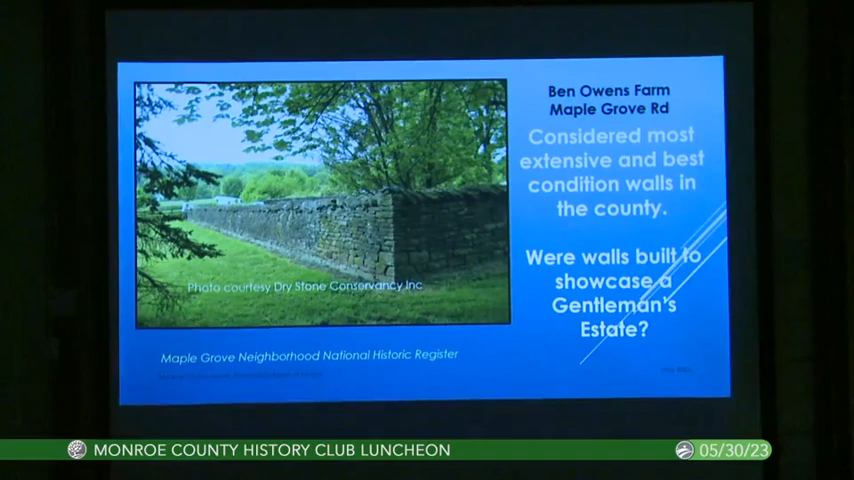 Ben Owens Farm
Maple Grove Rd
Considered most
extensive and best
condition walls in
the county.
Were walls built to
showcase a
Gentleman's
Estate?
Photo courtesy Dry Stone Conservancy Inc
Maple Grove Neighborhood National Historic Register
MONROE COUNTY HISTORY CLUB LUNCHEON
05/30/23